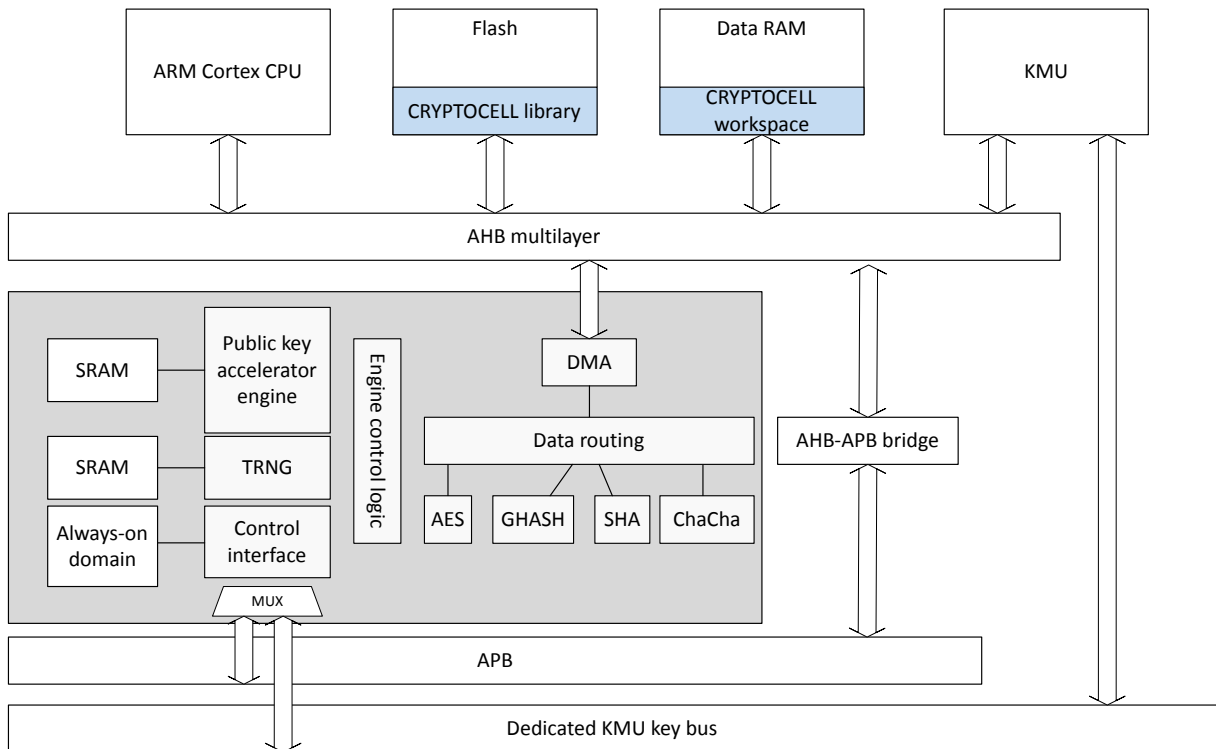 ARM Cortex CPU
Flash
CRYPTOCELL library
Data RAM
CRYPTOCELL
workspace
KMU
AHB multilayer
SRAM
Public key
accelerator
engine
Engine control logic
DMA
Data routing
AHB-APB bridge
SRAM
TRNG
AES
GHASH
SHA
ChaCha
Always-on
domain
Control
interface
MUX
APB
Dedicated KMU key bus